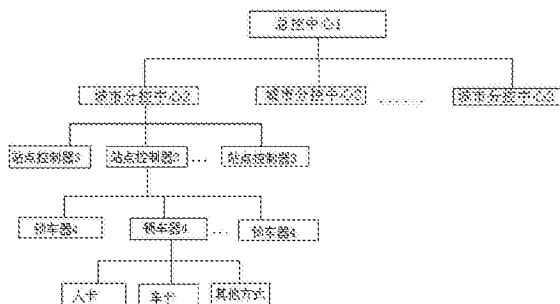 总控中心1
城市分控中心2 城市分控中心2 ...... 城市分控中心2
站点控制器3 站点控制器3 ... 站点控制器3
锁车器4 锁车器4 ... 锁车器4
人卡 车卡 其他方式